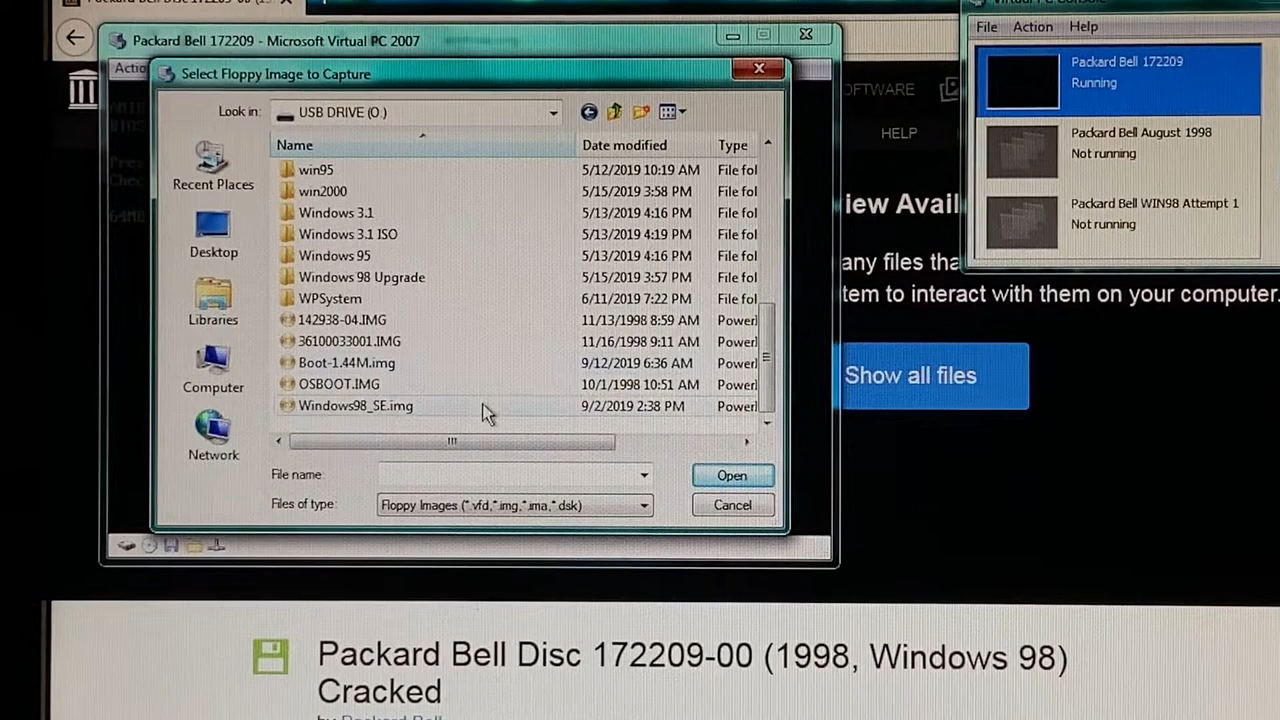 Packard Bell 172209 - Microsoft Virtual PC 2007
Actio
Select Floppy Image to Capture
Look in:
USB DRIVE (O:)
Name
Date modified
Type
win95
5/12/2019 10:19 AM
File fol
win2000
5/15/2019 3:58 PM
File fol
Windows 3.1
5/13/2019 4:16 PM
File fol
Windows 3.1 ISO
5/13/2019 4:19 PM
File fol
Windows 95
5/13/2019 4:16 PM
File fol
Windows 98 Upgrade
5/15/2019 3:57 PM
File fol
WPSystem
6/11/2019 7:22 PM
File fol
142938-04.IMG
11/13/1998 8:59 AM
Powerl
36100033001.IMG
11/16/1998 9:11 AM
Powerl
Boot-1.44M.img
9/12/2019 6:36 AM
Powerl
OSBOOT.IMG
10/1/1998 10:51 AM
Powerl
Windows98_SE.img
9/2/2019 2:38 PM
Powerl
Recent Places
Desktop
Libraries
Computer
Network
File name:
Open
Files of type:
Floppy Images (*.vfd,*.img,*.ima,*.dsk)
Cancel
Virtual PC Console
File
Action
Help
Packard Bell 172209
Running
Packard Bell August 1998
Not running
Packard Bell WIN98 Attempt 1
Not running
OFTWARE
HELP
iew Avail
any files tha
tem to interact with them on your computer.
Show all files
Packard Bell Disc 172209-00 (1998, Windows 98)
Cracked
by Packard Bell